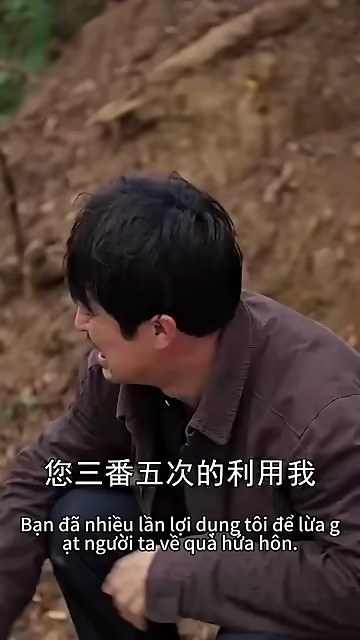 您三番五次的利用我
Bạn đã nhiều lần lợi dụng tôi để lừa g
ạt người ta về quả hứa hôn.